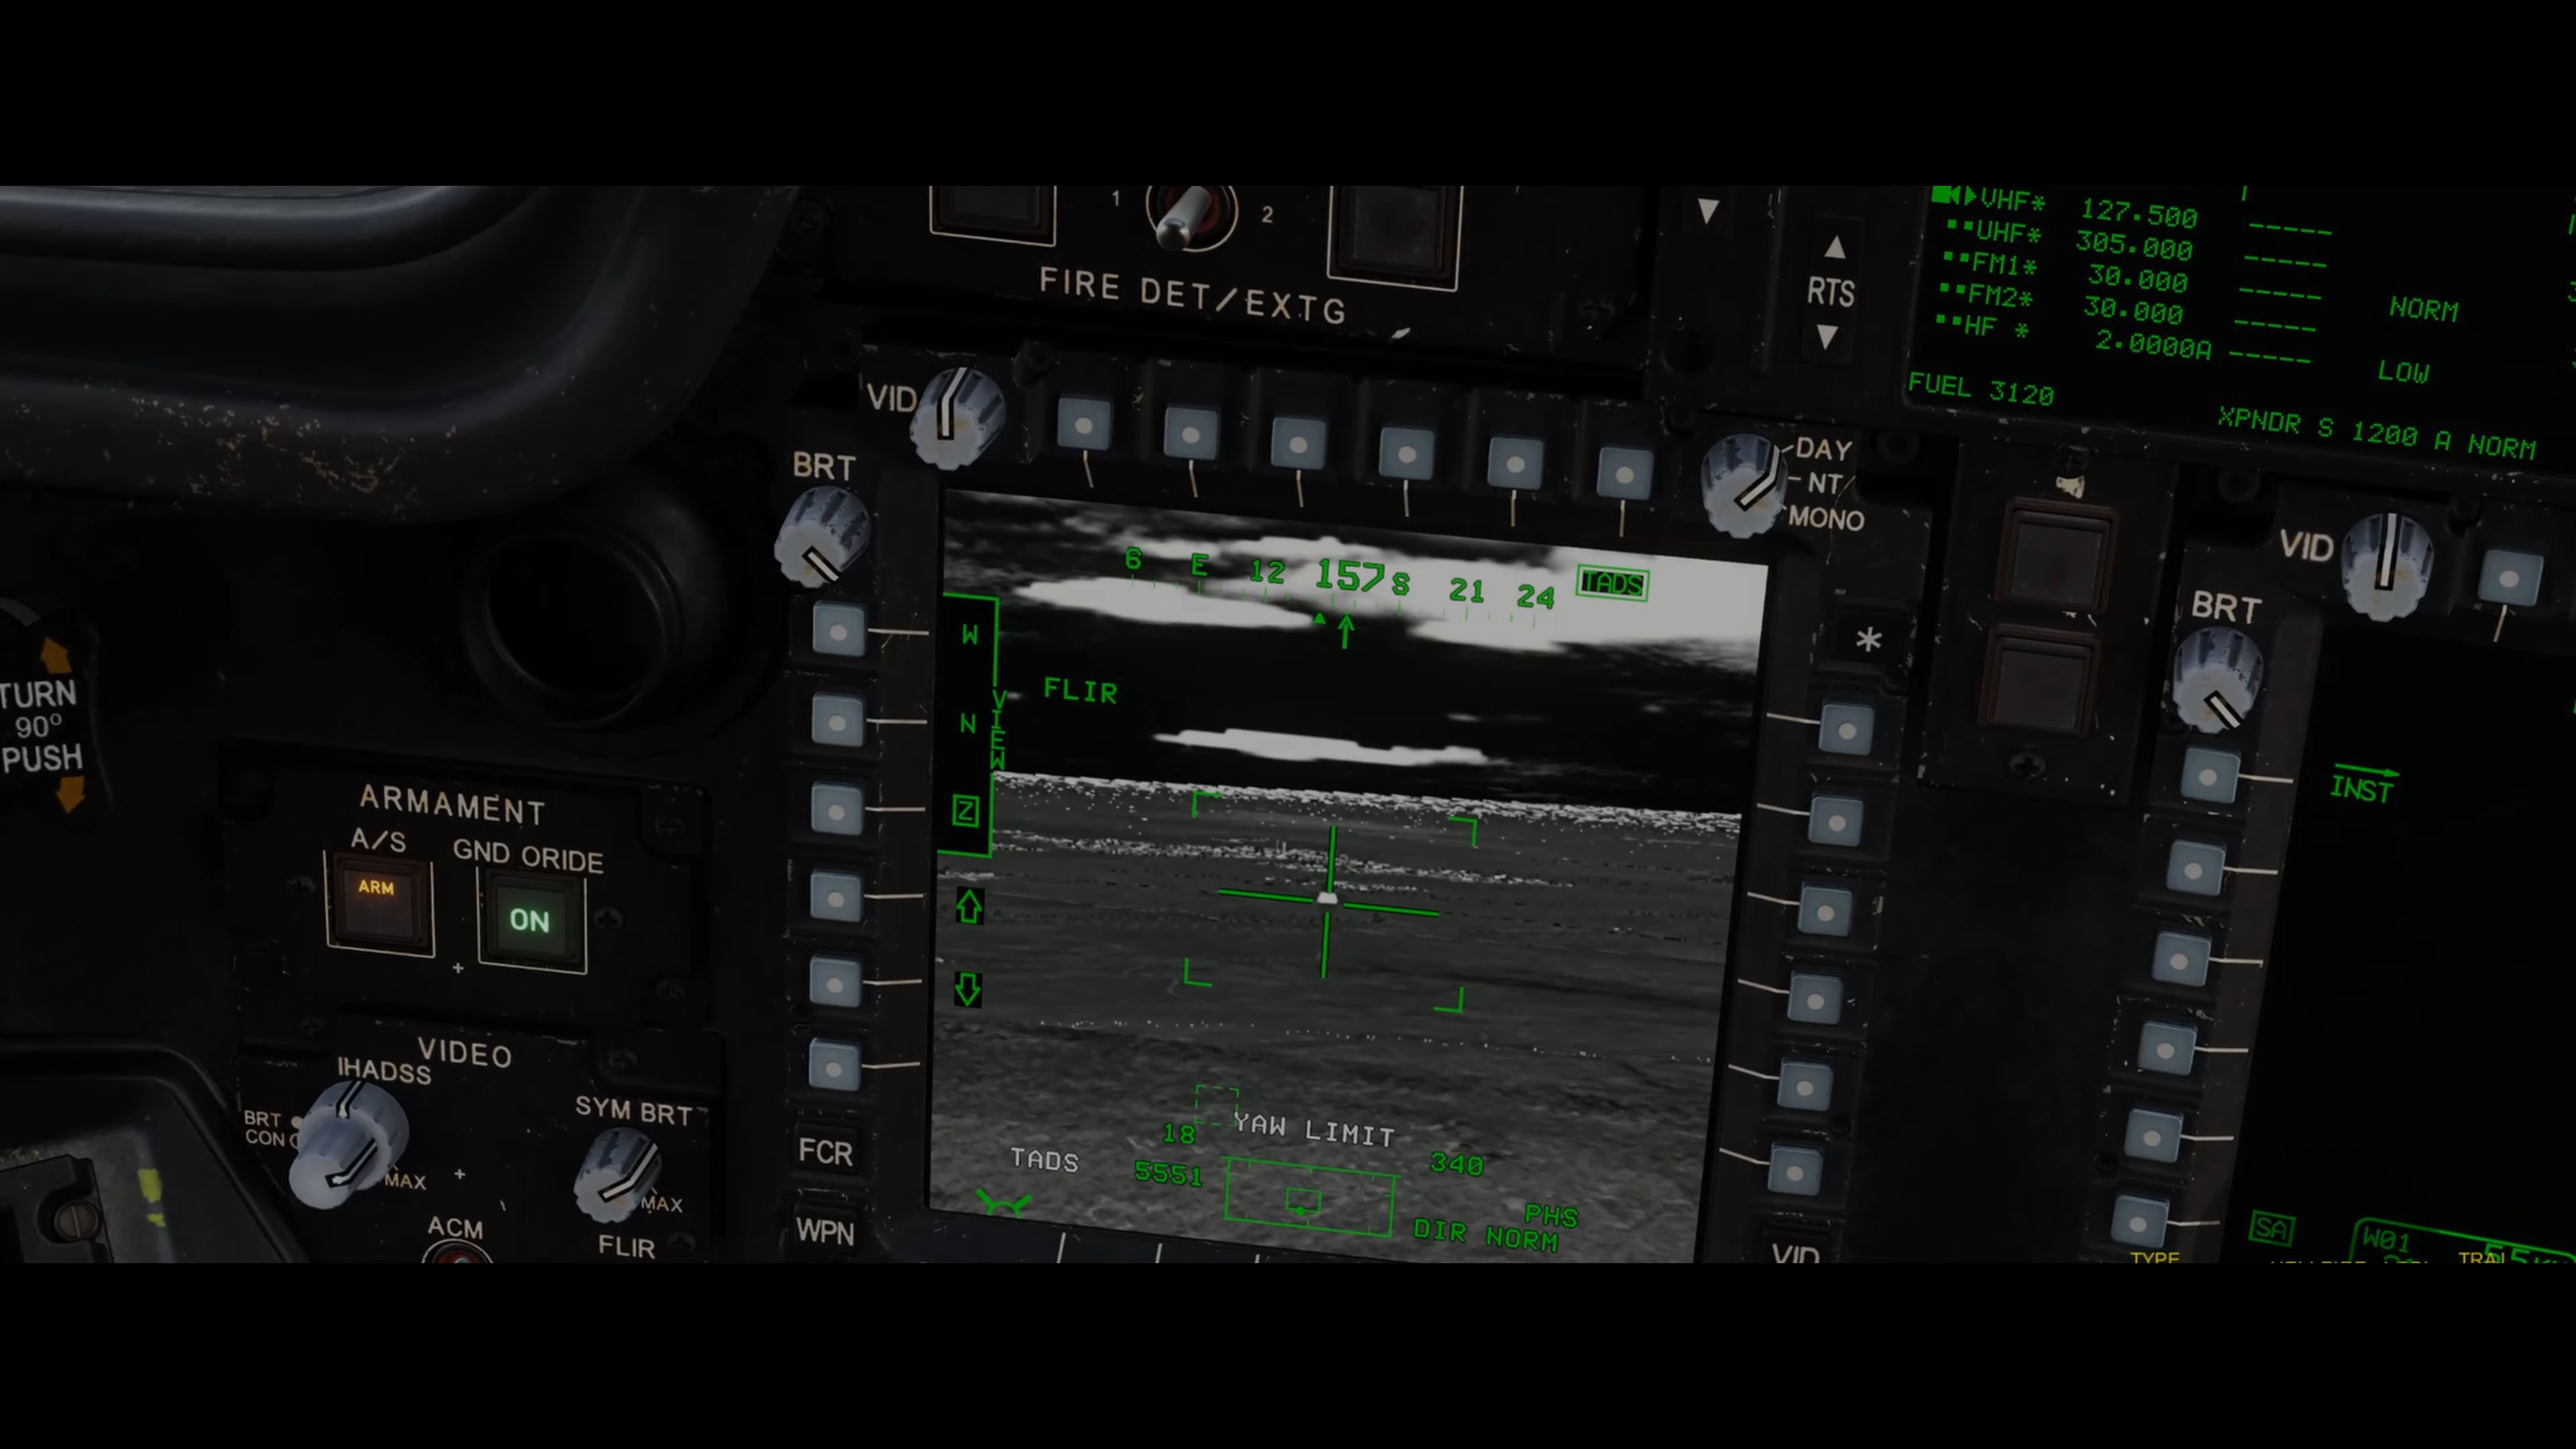 1 2
FIRE DET/EXTG
RTS
VHF* 127.500 -----
UHF* 305.000 -----
FM1* 30.000 ----- NORM
FM2* 30.000 -----
HF * 2.0000A ----- LOW
FUEL 3120
XPNDR S 1200 A NORM
VID
BRT
DAY
NT
MONO
*
VID
BRT
6 E 12 157 S 21 24 TADS
W
N
Z
VIEW
FLIR
TURN
90°
PUSH
ARMAMENT
A/S
GND ORIDE
ARM
ON
INST
VIDEO
IHADSS
BRT
CON
MAX
SYM BRT
MAX
ACM
FLIR
FCR
WPN
YAW LIMIT
18
TADS 5551 340
PHS
DIR NORM
VID
SA
W01
TYPE